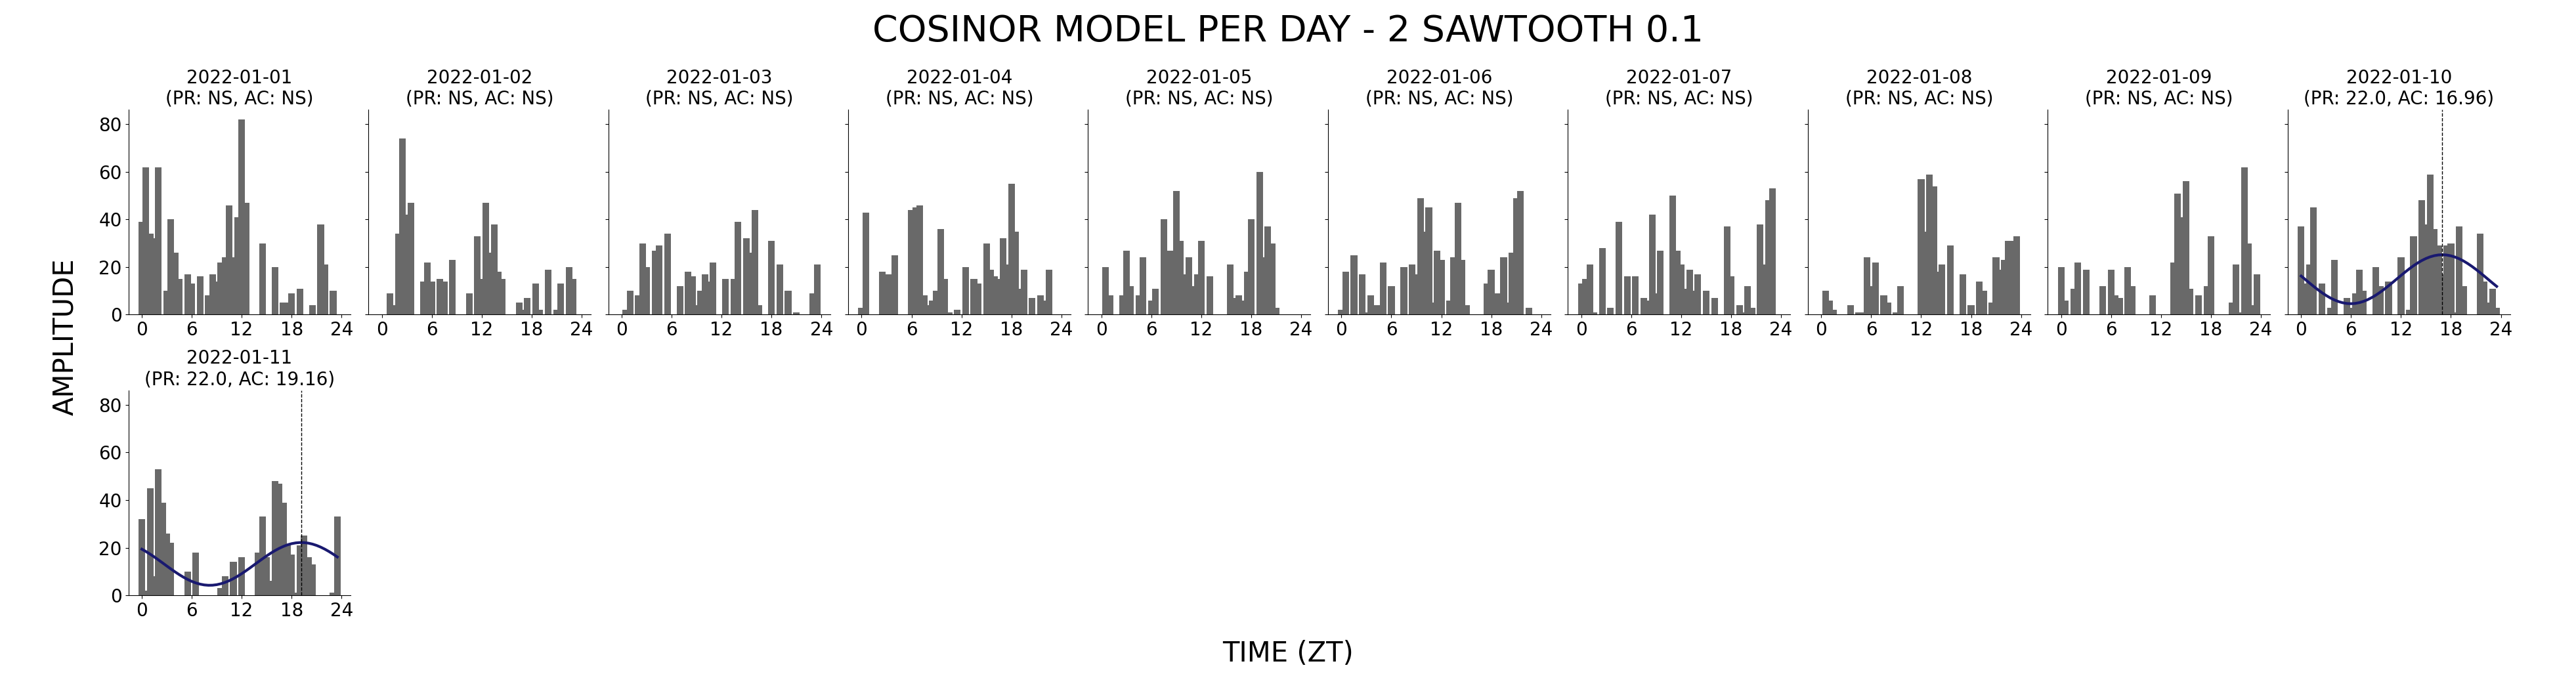 COSINOR MODEL PER DAY - 2 SAWTOOTH 0.1
2022-01-01
(PR: NS, AC: NS)
2022-01-02
(PR: NS, AC: NS)
2022-01-03
(PR: NS, AC: NS)
2022-01-04
(PR: NS, AC: NS)
2022-01-05
(PR: NS, AC: NS)
2022-01-06
(PR: NS, AC: NS)
2022-01-07
(PR: NS, AC: NS)
2022-01-08
(PR: NS, AC: NS)
2022-01-09
(PR: NS, AC: NS)
2022-01-10
(PR: 22.0, AC: 16.96)
80
60
40
20
0
0 6 12 18 24
0 6 12 18 24
0 6 12 18 24
0 6 12 18 24
0 6 12 18 24
0 6 12 18 24
0 6 12 18 24
0 6 12 18 24
0 6 12 18 24
0 6 12 18 24
AMPLITUDE
2022-01-11
(PR: 22.0, AC: 19.16)
80
60
40
20
0
0 6 12 18 24
TIME (ZT)